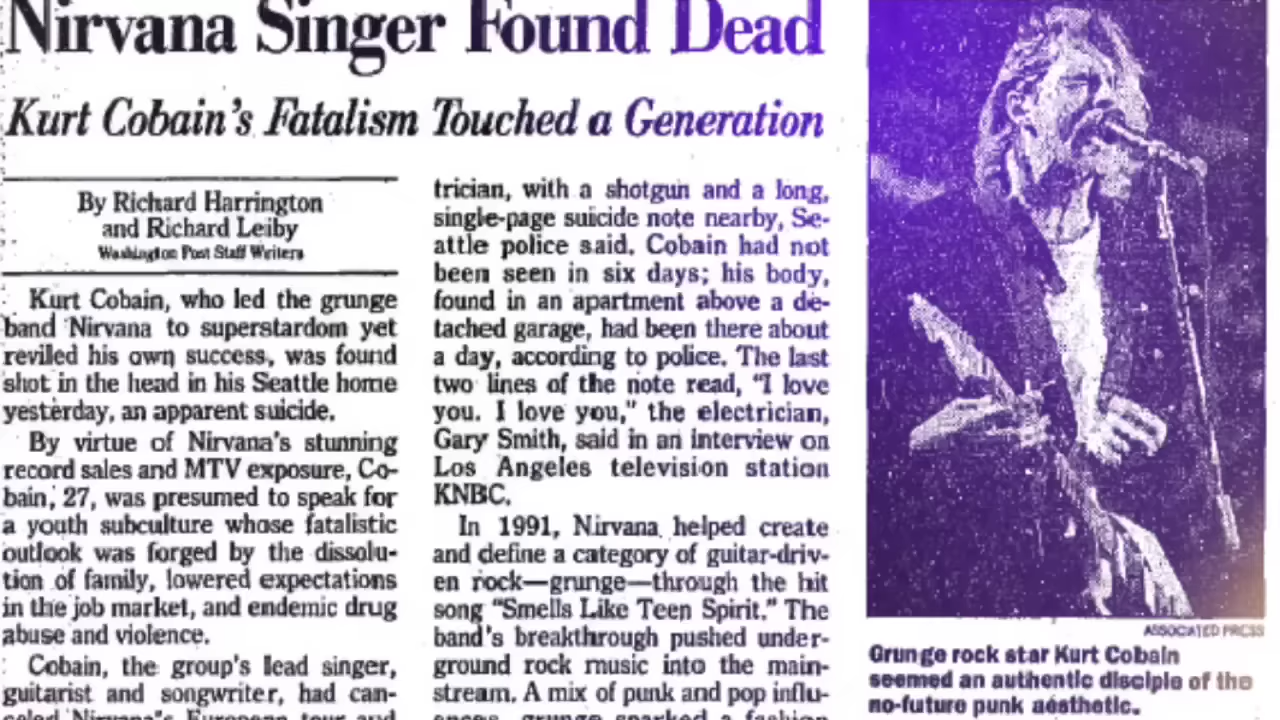 Nirvana Singer Found Dead
Kurt Cobain's Fatalism Touched a Generation
By Richard Harrington
and Richard Leiby
Washington Post Staff Writers
Kurt Cobain, who led the grunge
band Nirvana to superstardom yet
reviled his own success, was found
shot in the head in his Seattle home
yesterday, an apparent suicide.
By virtue of Nirvana's stunning
record sales and MTV exposure, Co-
bain, 27, was presumed to speak for
a youth subculture whose fatalistic
outlook was forged by the dissolu-
tion of family, lowered expectations
in the job market, and endemic drug
abuse and violence.
Cobain, the group's lead singer,
guitarist and songwriter, had can-
celed Nirvana's European tour and
trician, with a shotgun and a long,
single-page suicide note nearby, Se-
attle police said. Cobain had not
been seen in six days; his body,
found in an apartment above a de-
tached garage, had been there about
a day, according to police. The last
two lines of the note read, "I love
you. I love you," the electrician,
Gary Smith, said in an interview on
Los Angeles television station
KNBC.
In 1991, Nirvana helped create
and define a category of guitar-driv-
en rock—grunge—through the hit
song "Smells Like Teen Spirit." The
band's breakthrough pushed under-
ground rock music into the main-
stream. A mix of punk and pop influ-
ences, grunge sparked a fashion
ASSOCIATED PRESS
Grunge rock star Kurt Cobain
seemed an authentic disciple of the
no-future punk aesthetic.